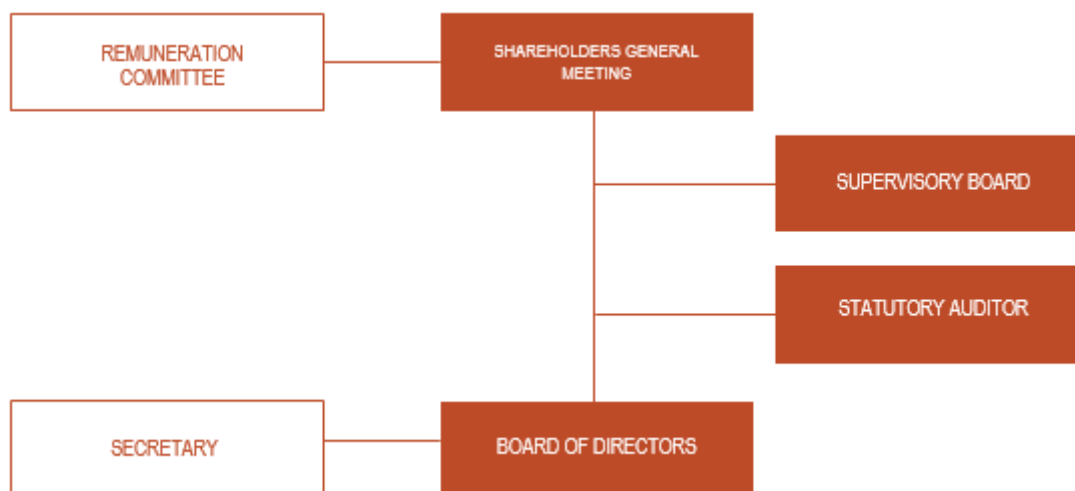 REMUNERATION
COMMITTEE
SHAREHOLDERS GENERAL
MEETING
SUPERVISORY BOARD
STATUTORY AUDITOR
SECRETARY
BOARD OF DIRECTORS